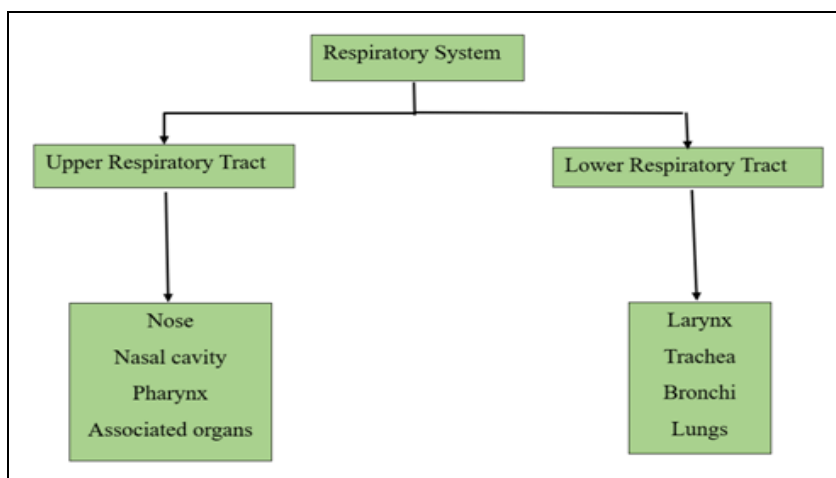 Respiratory System
Upper Respiratory Tract
Lower Respiratory Tract
Nose
Nasal cavity
Pharynx
Associated organs
Larynx
Trachea
Bronchi
Lungs